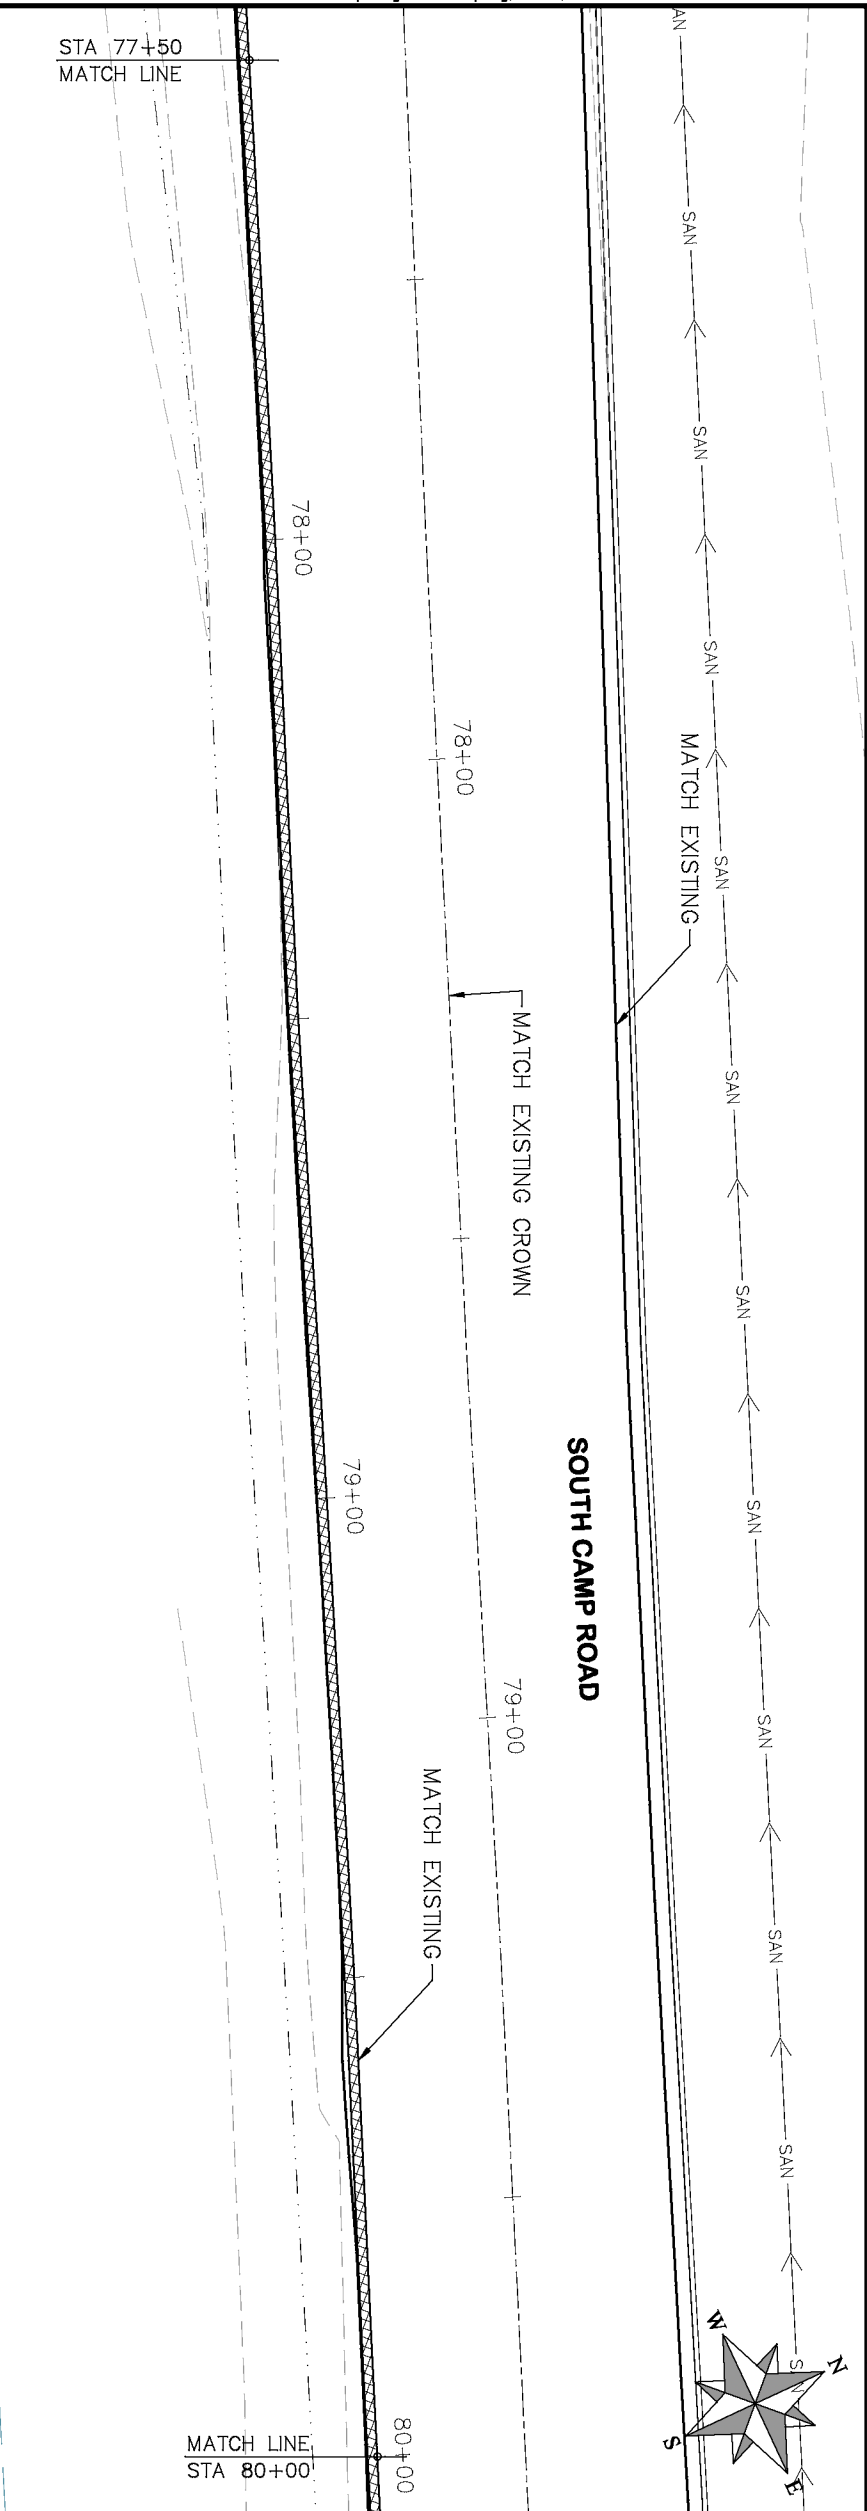 STA 77+50
MATCH LINE
AN
SAN
SAN
78+00
SAN
78+00
MATCH EXISTING
SAN
MATCH EXISTING CROWN
SAN
SAN
SOUTH CAMP ROAD
79+00
SAN
79+00
SAN
MATCH EXISTING
SAN
SAN
W
N
S
E
80+00
MATCH LINE
STA 80+00